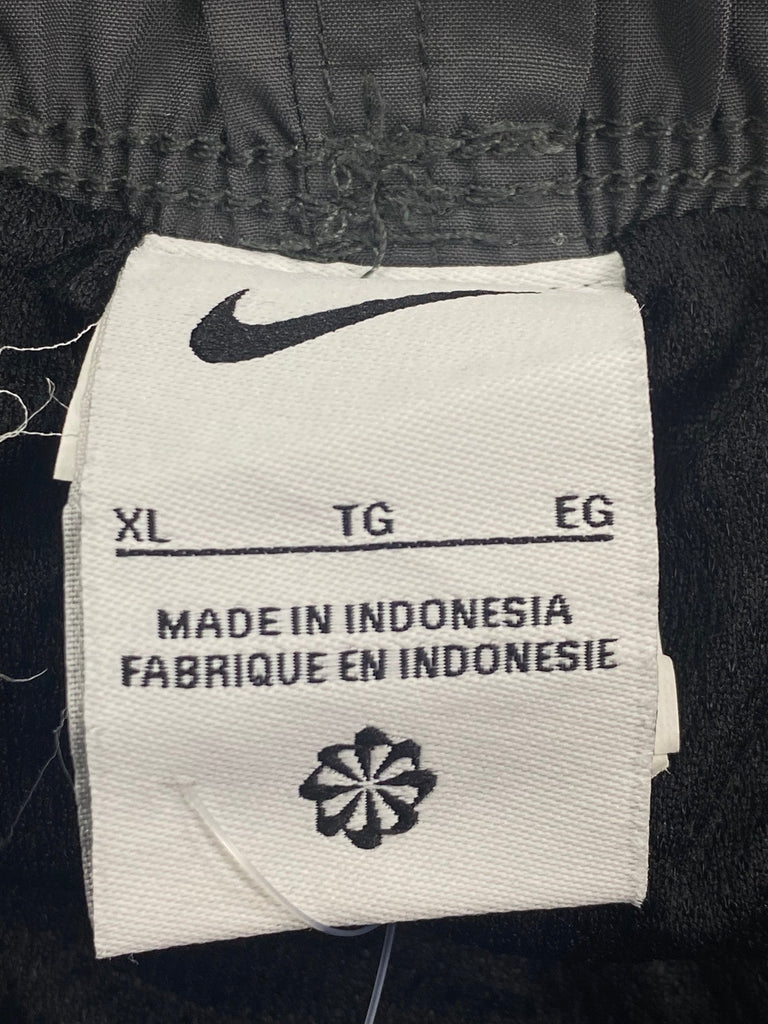 XL TG EG
MADE IN INDONESIA
FABRIQUE EN INDONESIE